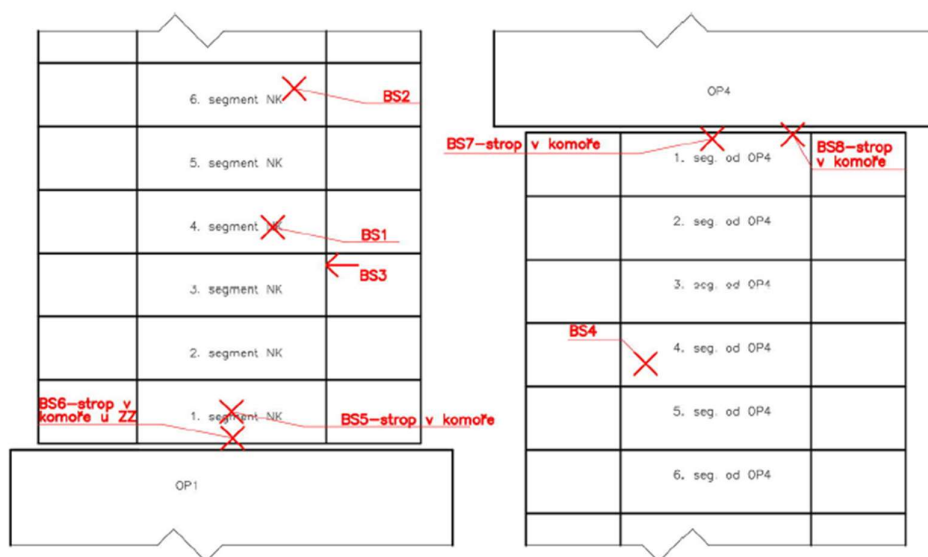 6. segment NK
BS2
5. segment NK
4. segment NK
BS1
BS3
3. segment NK
2. segment NK
BS6-strop v
komoře u ZZ
1. segment NK
BS5-strop v komoře
OP1
OP4
BS7-strop v komoře
BS8-strop
v komoře
1. seg. od OP4
2. seg. od OP4
3. seg. od OP4
BS4
4. seg. od OP4
5. seg. od OP4
6. seg. od OP4